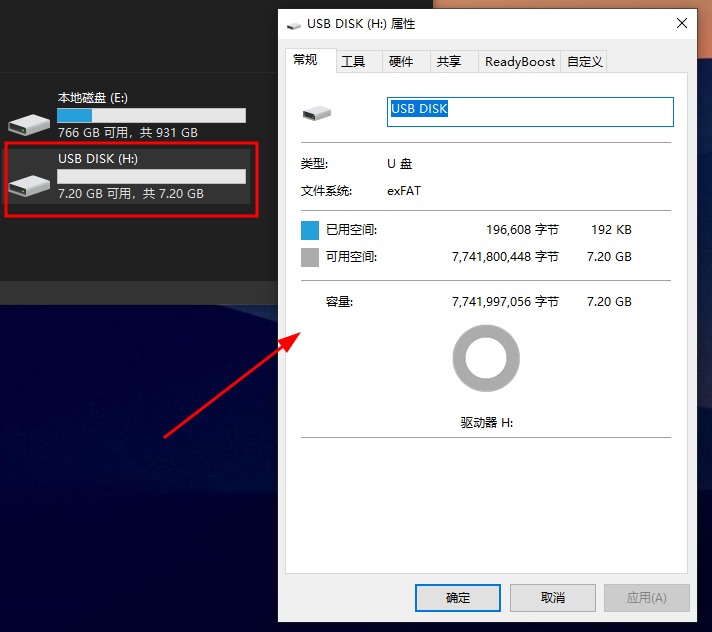 本地磁盘 (E:)
766 GB 可用，共 931 GB
USB DISK (H:)
7.20 GB 可用，共 7.20 GB
USB DISK (H:) 属性
常规 工具 硬件 共享 ReadyBoost 自定义
USB DISK
类型: U 盘
文件系统: exFAT
已用空间: 196,608 字节 192 KB
可用空间: 7,741,800,448 字节 7.20 GB
容量: 7,741,997,056 字节 7.20 GB
驱动器 H:
确定 取消 应用(A)